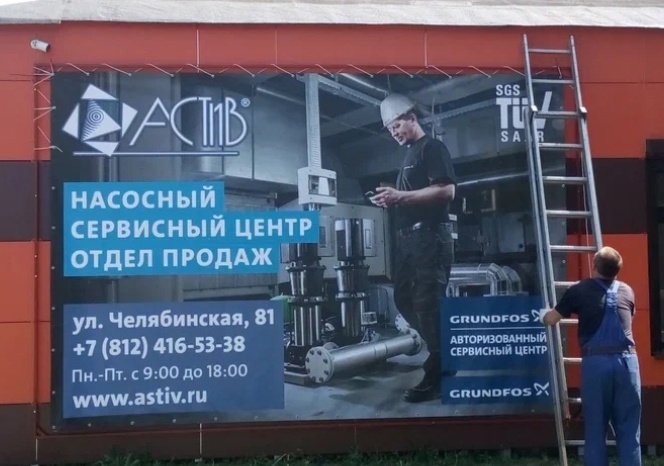 АСТиВ®
SGS
TÜV
SAAR
НАСОСНЫЙ
СЕРВИСНЫЙ ЦЕНТР
ОТДЕЛ ПРОДАЖ
ул. Челябинская, 81
+7 (812) 416-53-38
Пн.-Пт. с 9:00 до 18:00
www.astiv.ru
GRUNDFOS
АВТОРИЗОВАННЫЙ
СЕРВИСНЫЙ ЦЕНТР
GRUNDFOS